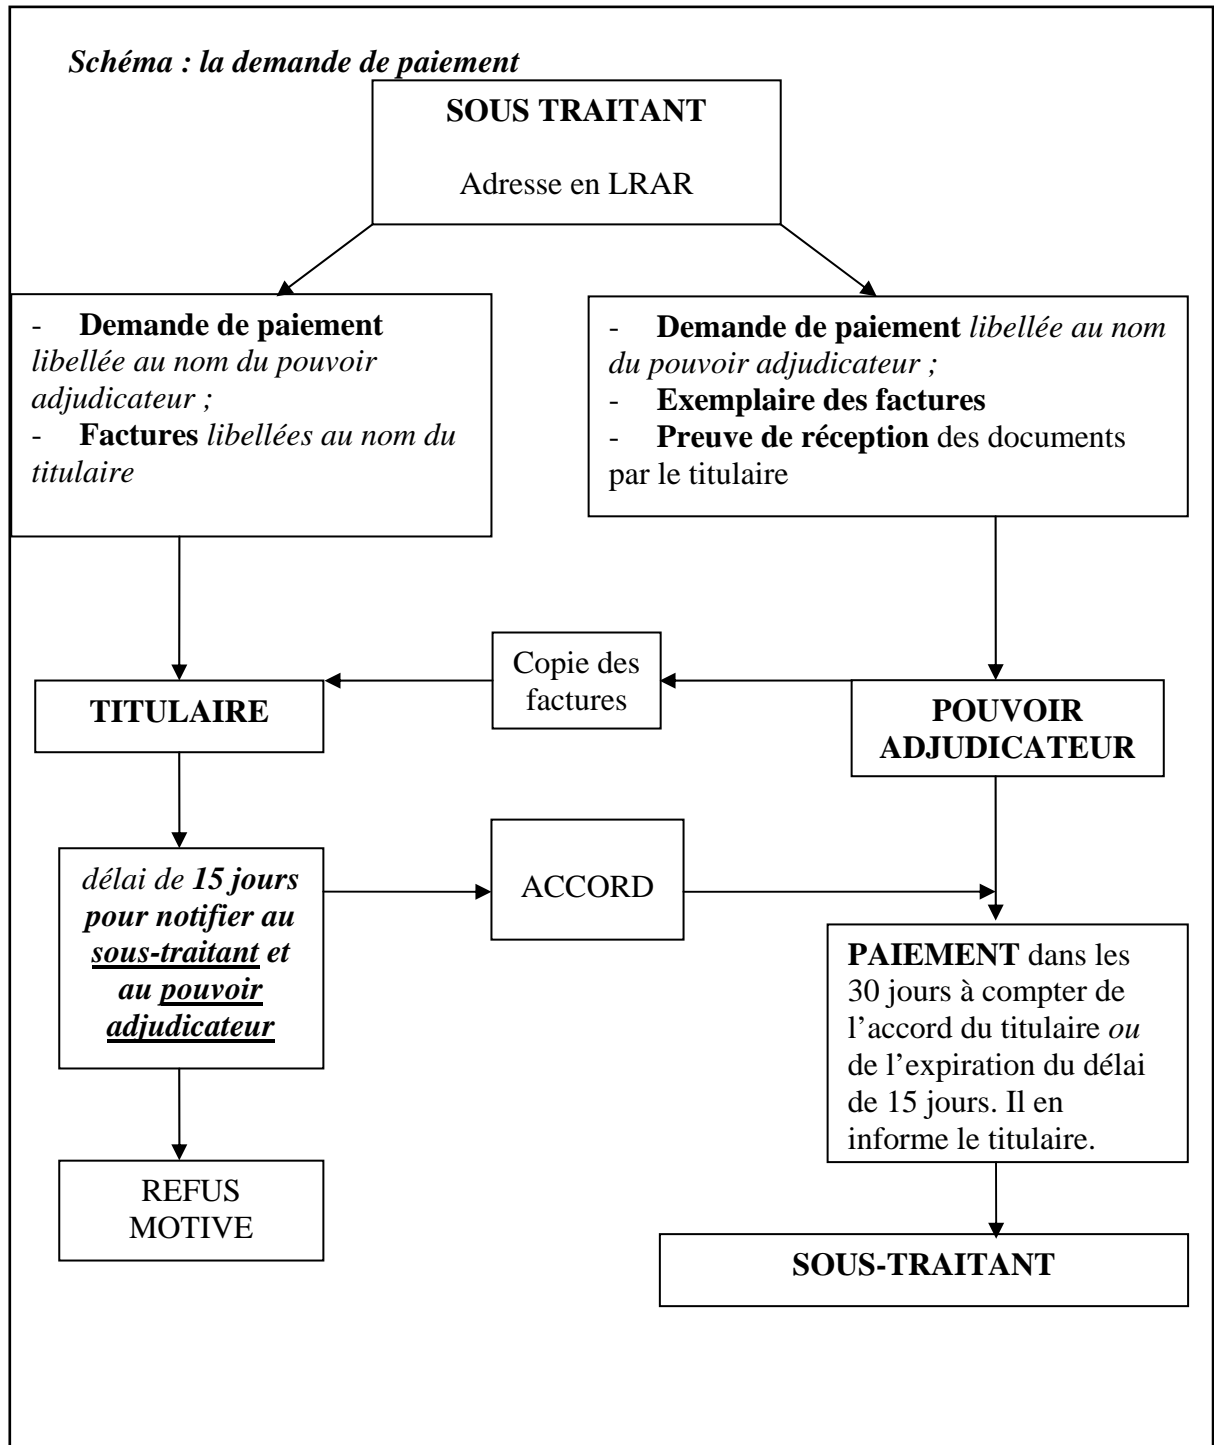 Schéma : la demande de paiement
SOUS TRAITANT
Adresse en LRAR
- Demande de paiement
libellée au nom du pouvoir
adjudicateur ;
- Factures libellées au nom du
titulaire
- Demande de paiement libellée au nom
du pouvoir adjudicateur ;
- Exemplaire des factures
- Preuve de réception des documents
par le titulaire
Copie des
factures
TITULAIRE
POUVOIR
ADJUDICATEUR
délai de 15 jours
pour notifier au
sous-traitant et
au pouvoir
adjudicateur
ACCORD
PAIEMENT dans les
30 jours à compter de
l’accord du titulaire ou
de l’expiration du délai
de 15 jours. Il en
informe le titulaire.
REFUS
MOTIVE
SOUS-TRAITANT